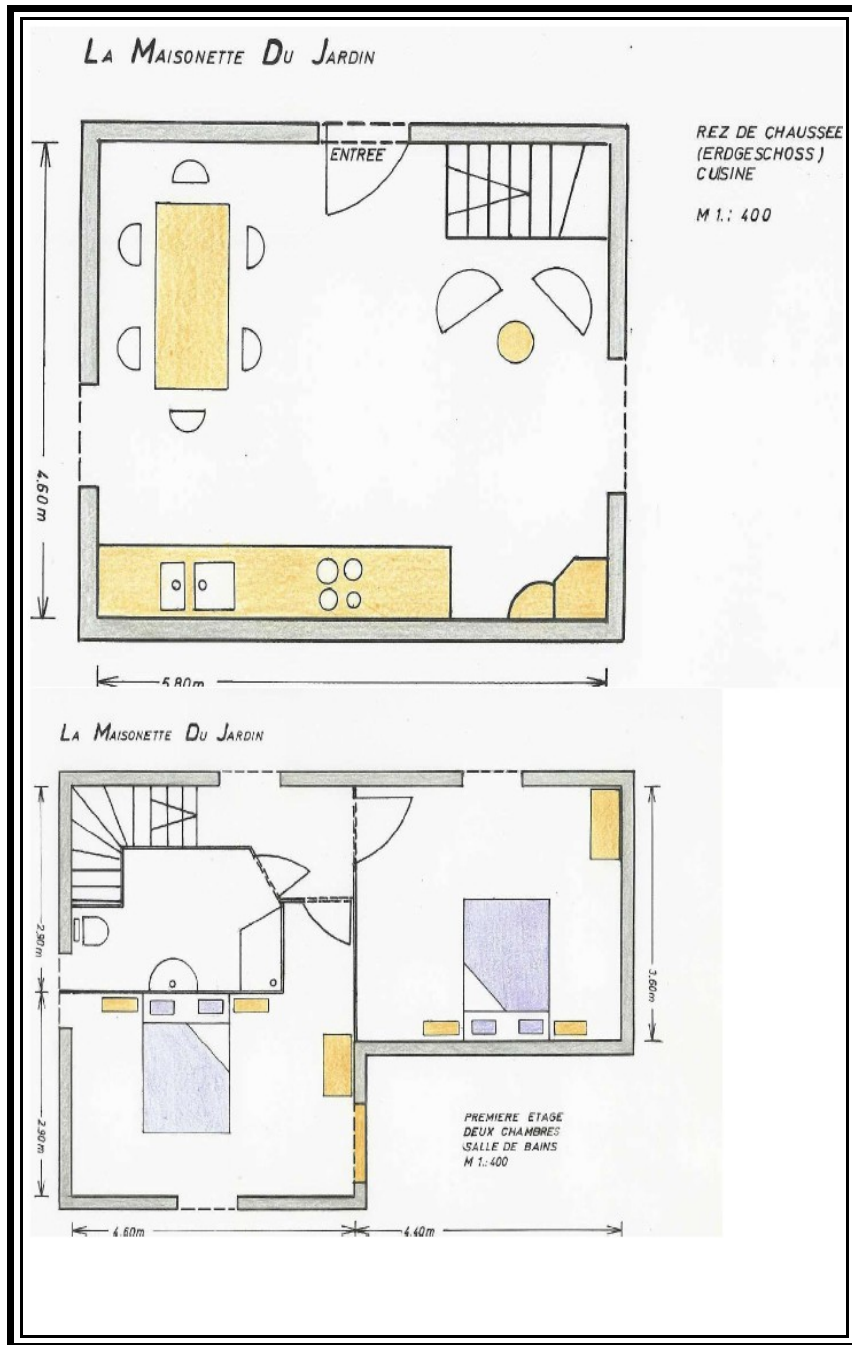 LA MAISONETTE DU JARDIN
REZ DE CHAUSSEE
(ERDGESCHOSS)
CUISINE
M 1.: 400
ENTREE
4.60m
5.80m
LA MAISONETTE DU JARDIN
2.90m
3.60m
2.90m
PREMIERE ETAGE
DEUX CHAMBRES
SALLE DE BAINS
M 1.:400
4.60m
4.40m